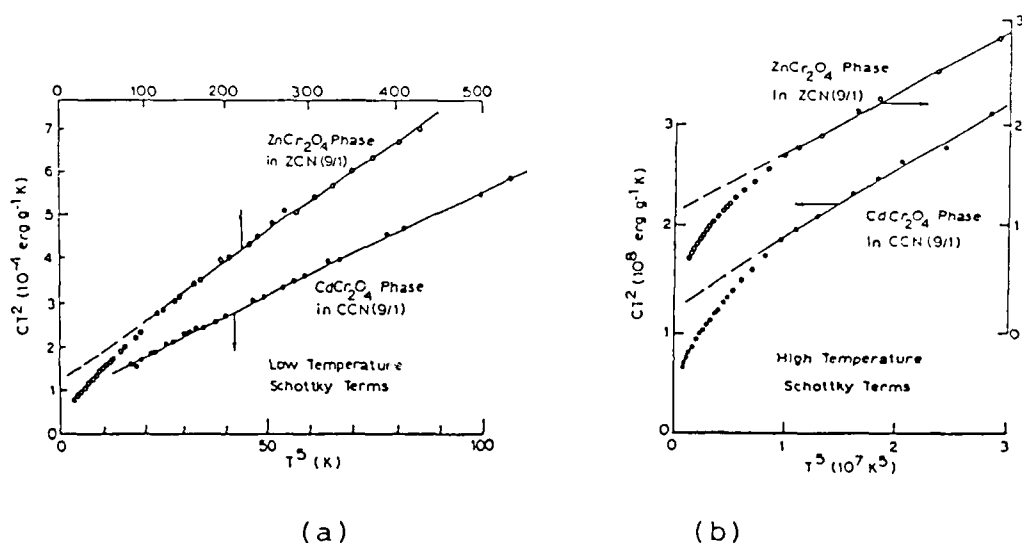 0 100 200 300 400 500
7
6
5
4
3
2
1
0
CT² (10⁻⁴ erg g⁻¹ K)
ZnCr₂O₄ Phase
in ZCN(9/1)
CdCr₂O₄ Phase
in CCN(9/1)
Low Temperature
Schottky Terms
0 50 100
T⁵ (K)
(a)
3
2
1
0
CT² (10⁸ erg g⁻¹ K)
ZnCr₂O₄ Phase
In ZCN(9/1)
CdCr₂O₄ Phase
In CCN(9/1)
High Temperature
Schottky Terms
3
2
1
0
0 1 2 3
T⁵ (10⁷ K⁵)
(b)